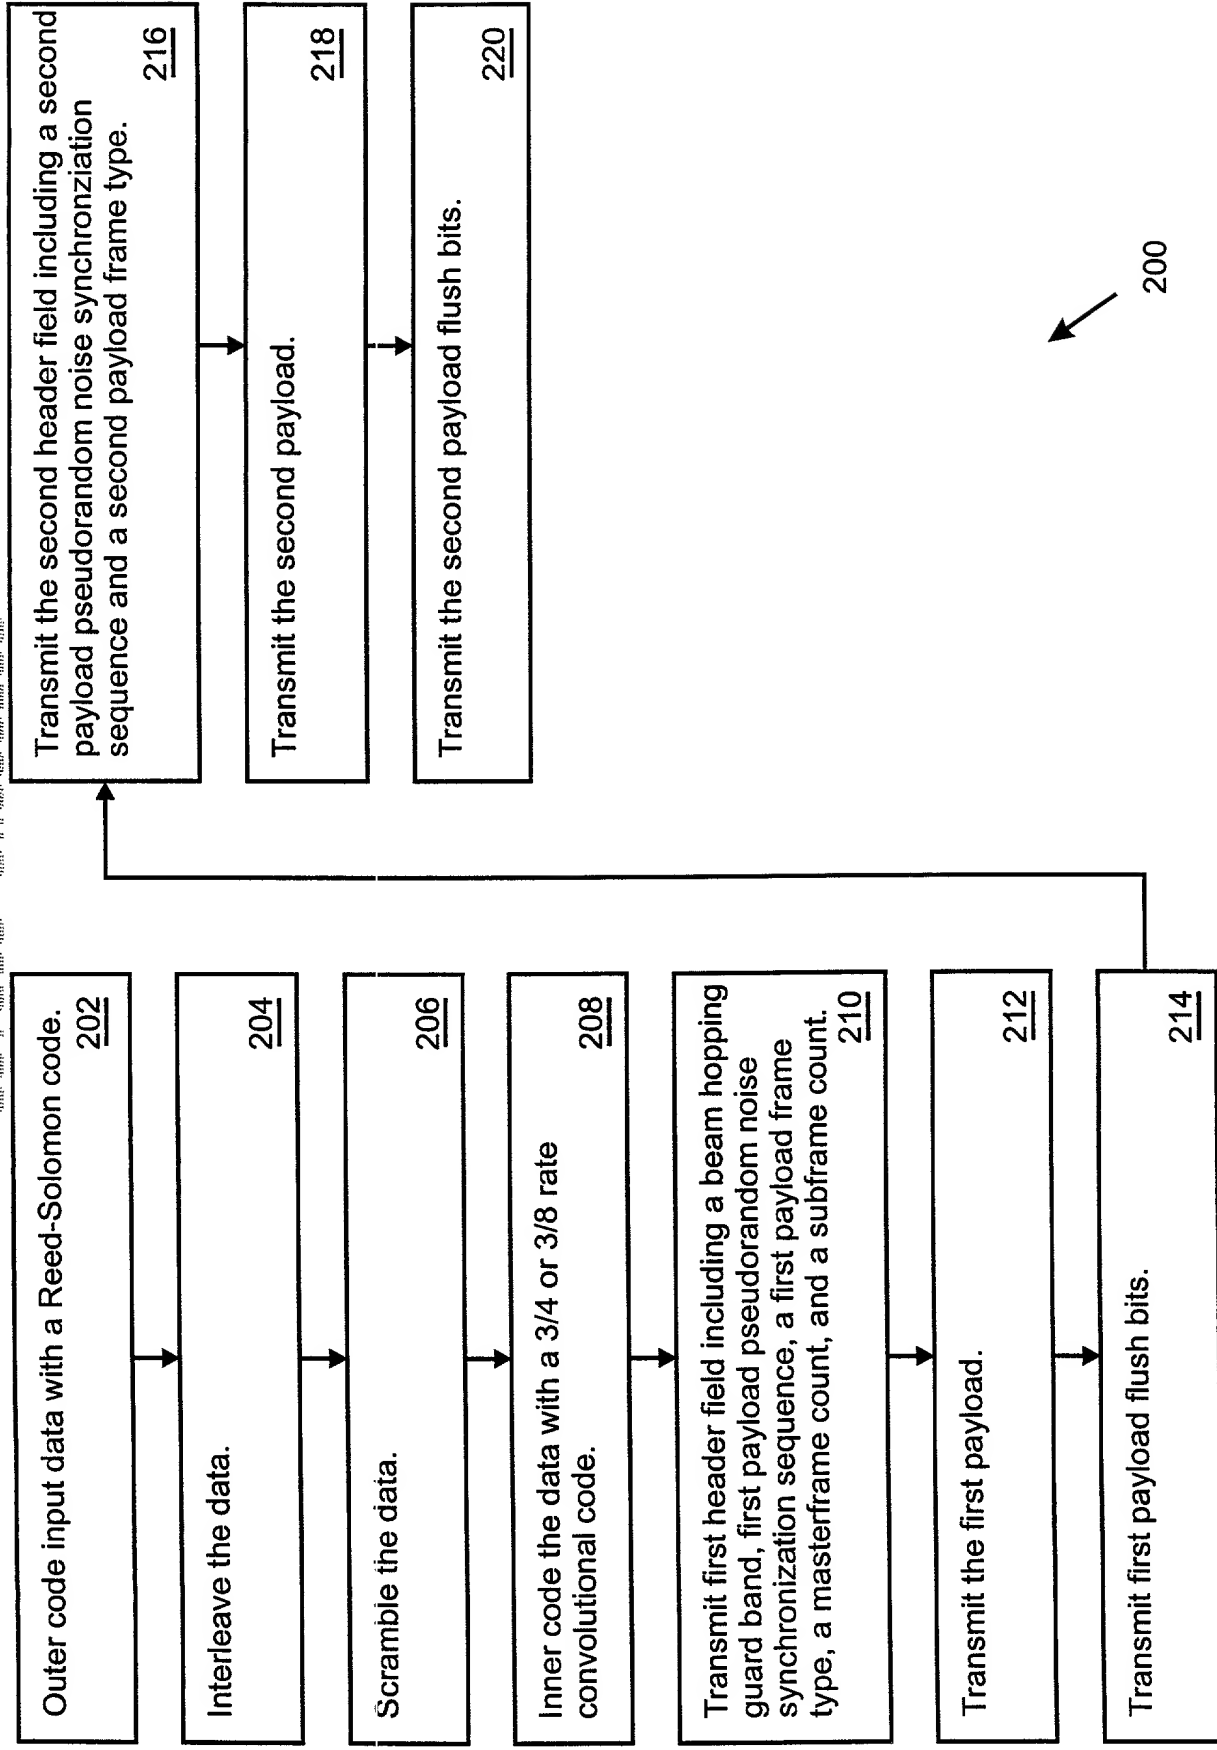 Outer code input data with a Reed-Solomon code.
202
Interleave the data.
204
Scramble the data.
206
Inner code the data with a 3/4 or 3/8 rate
convolutional code.
208
Transmit first header field including a beam hopping
guard band, first payload pseudorandom noise
synchronization sequence, a first payload frame
type, a masterframe count, and a subframe count.
210
Transmit the first payload.
212
Transmit first payload flush bits.
214
Transmit the second header field including a second
payload pseudorandom noise synchronziation
sequence and a second payload frame type.
216
Transmit the second payload.
218
Transmit the second payload flush bits.
220
200